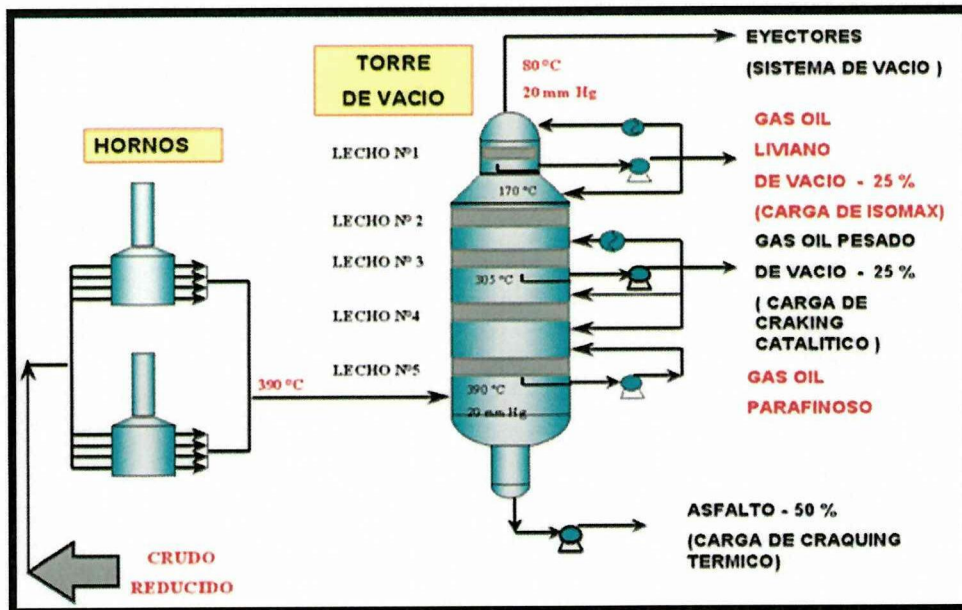 HORNOS
TORRE
DE VACIO
80 °C
20 mm Hg
EYECTORES
(SISTEMA DE VACIO )
GAS OIL
LIVIANO
DE VACIO - 25 %
(CARGA DE ISOMAX)
GAS OIL PESADO
DE VACIO - 25 %
( CARGA DE
CRAKING
CATALITICO )
GAS OIL
PARAFINOSO
ASFALTO - 50 %
(CARGA DE CRAQUING
TERMICO)
LECHO Nº1
170 °C
LECHO Nº 2
LECHO Nº 3
305 °C
LECHO Nº4
LECHO Nº5
390 °C
20 mm Hg
390 °C
CRUDO
REDUCIDO